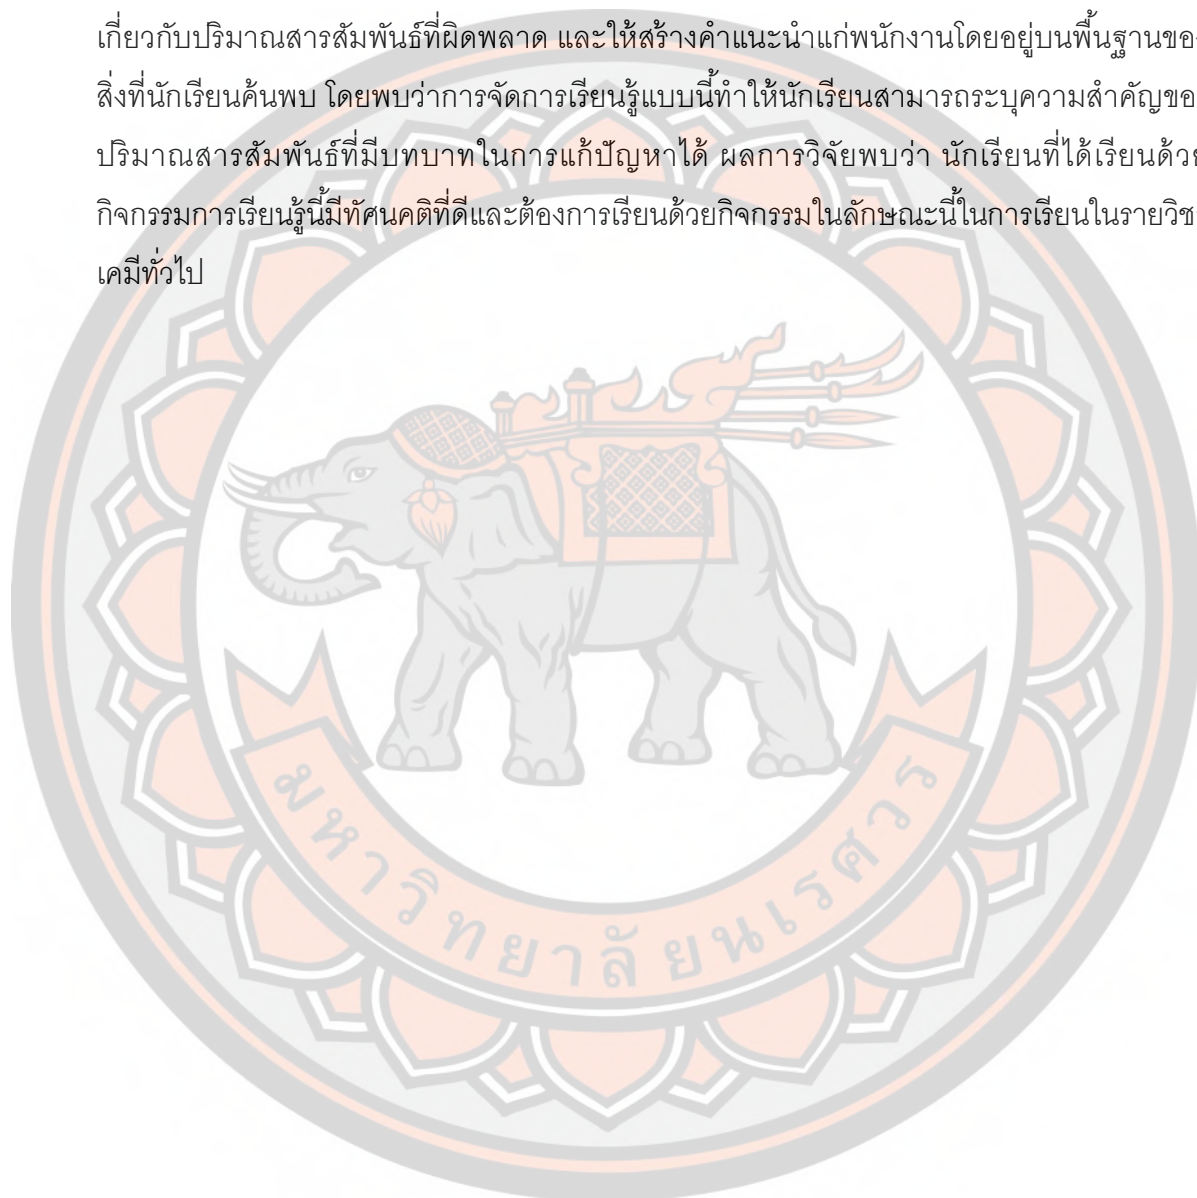 เกี่ยวกับปริมาณสารสัมพันธ์ที่ผิดพลาด และให้สร้างคำแนะนำแก่พนักงานโดยอยู่บนพื้นฐานขอ
สิ่งที่นักเรียนค้นพบ โดยพบว่าการจัดการเรียนรู้แบบนี้ทำให้นักเรียนสามารถระบุความสำคัญขอ
ปริมาณสารสัมพันธ์ที่มีบทบาทในการแก้ปัญหาได้ ผลการวิจัยพบว่า นักเรียนที่ได้เรียนด้วย
กิจกรรมการเรียนรู้นี้มีทัศนคติที่ดีและต้องการเรียนด้วยกิจกรรมในลักษณะนี้ในการเรียนในรายวิช
เคมีทั่วไป
มหาวิทยาลัยนเรศวร